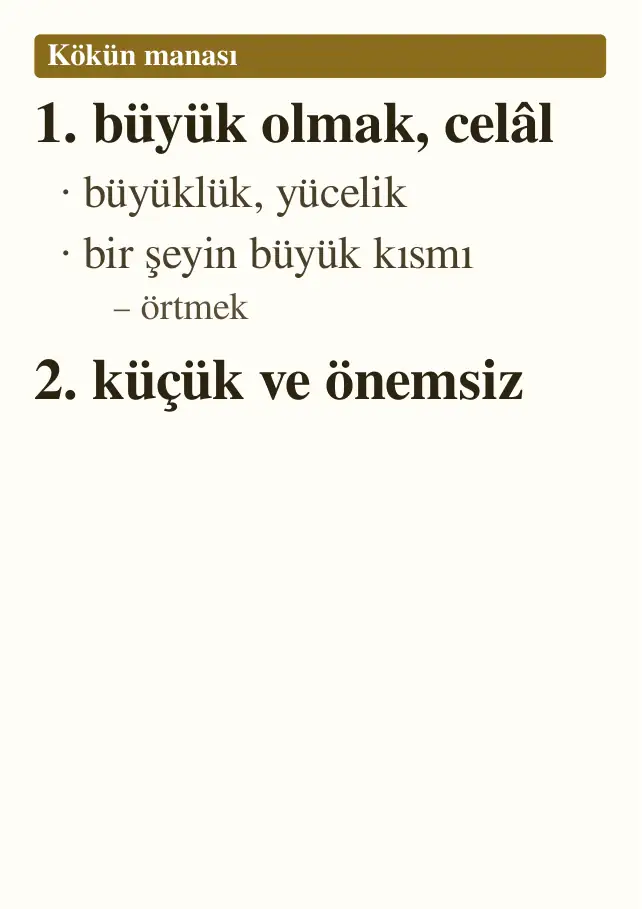 Kökün manası
1. büyük olmak, celâl
· büyüklük, yücelik
· bir şeyin büyük kısmı
– örtmek
2. küçük ve önemsiz